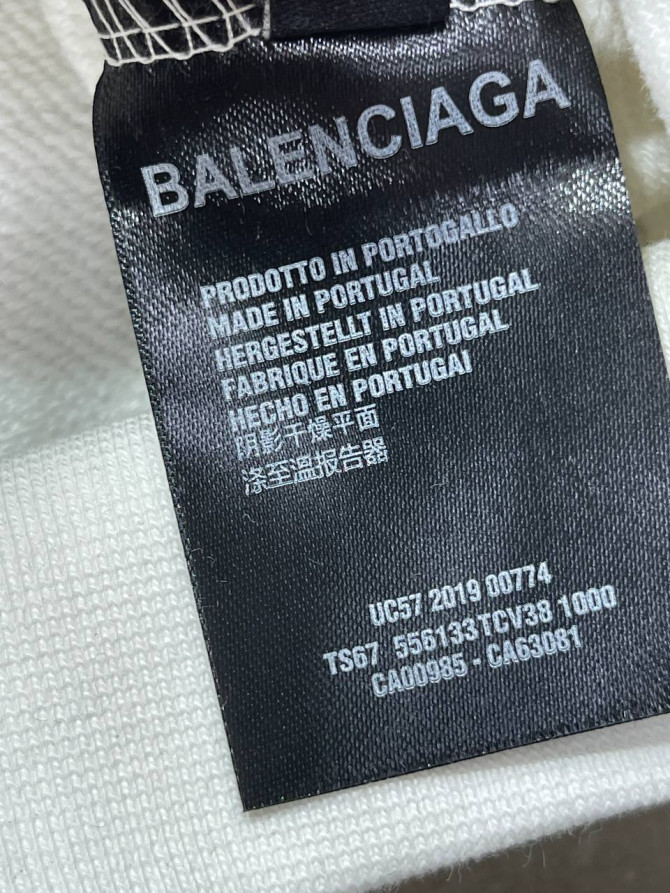 BALENCIAGA
PRODOTTO IN PORTOGALLO
MADE IN PORTUGAL
HERGESTELLT IN PORTUGAL
FABRIQUE EN PORTUGAL
HECHO EN PORTUGAI
阴影干燥平面
涤至温报告器
UC57 2019 00774
TS67 556133TCV38 1000
CA00985 - CA63081